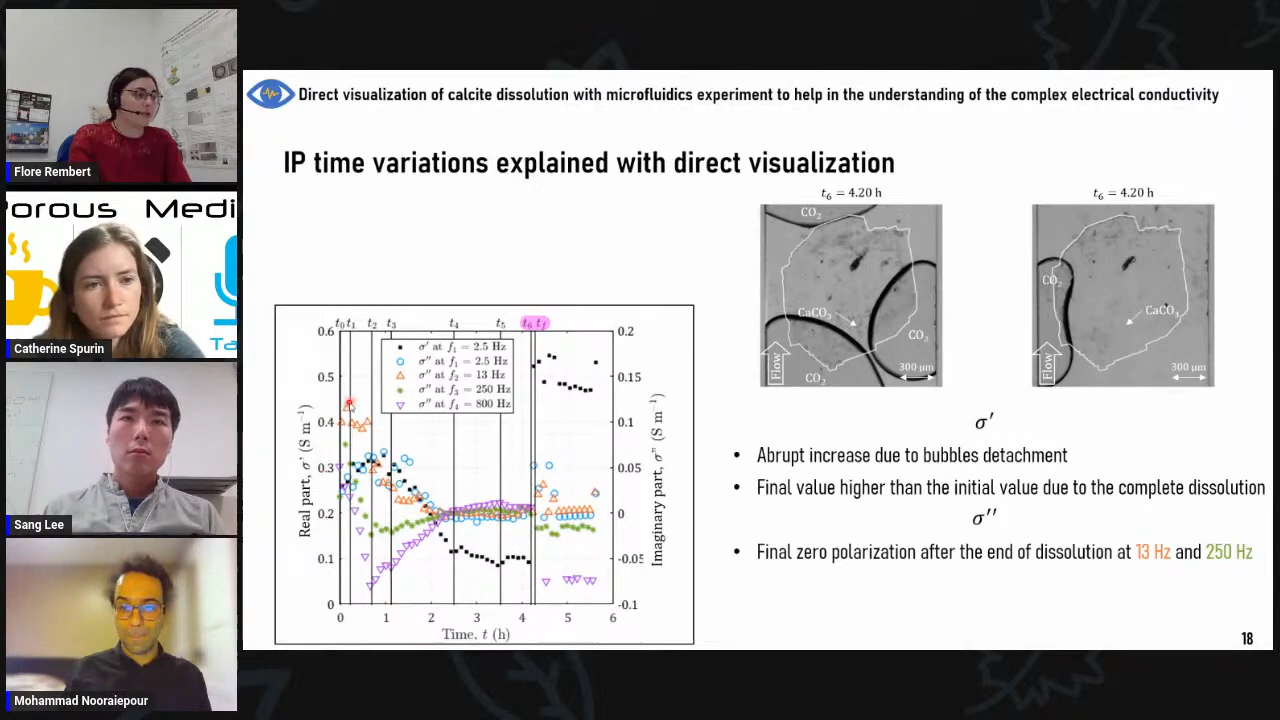 Flore Rembert
Porous Medi
Ta
Catherine Spurin
Sang Lee
Mohammad Nooraiepour
Direct visualization of calcite dissolution with microfluidics experiment to help in the understanding of the complex electrical conductivity
IP time variations explained with direct visualization
t₀ t₁ t₂ t₃ t₄ t₅ t₆ t_f
σ′ at f₁ = 2.5 Hz
σ″ at f₁ = 2.5 Hz
σ″ at f₂ = 13 Hz
σ″ at f₃ = 250 Hz
σ″ at f₄ = 800 Hz
Real part, σ′ (S m⁻¹)
0.6
0.5
0.4
0.3
0.2
0.1
0
Imaginary part, σ″ (S m⁻¹)
0.2
0.15
0.1
0.05
0
-0.05
-0.1
0 1 2 3 4 5 6
Time, t (h)
t₆ = 4.20 h
CO₂
CaCO₃
CO₂
Flow
CO₂
300 μm
t₆ = 4.20 h
CO₂
CaCO₃
Flow
300 μm
σ′
• Abrupt increase due to bubbles detachment
• Final value higher than the initial value due to the complete dissolution
σ′′
• Final zero polarization after the end of dissolution at 13 Hz and 250 Hz
18